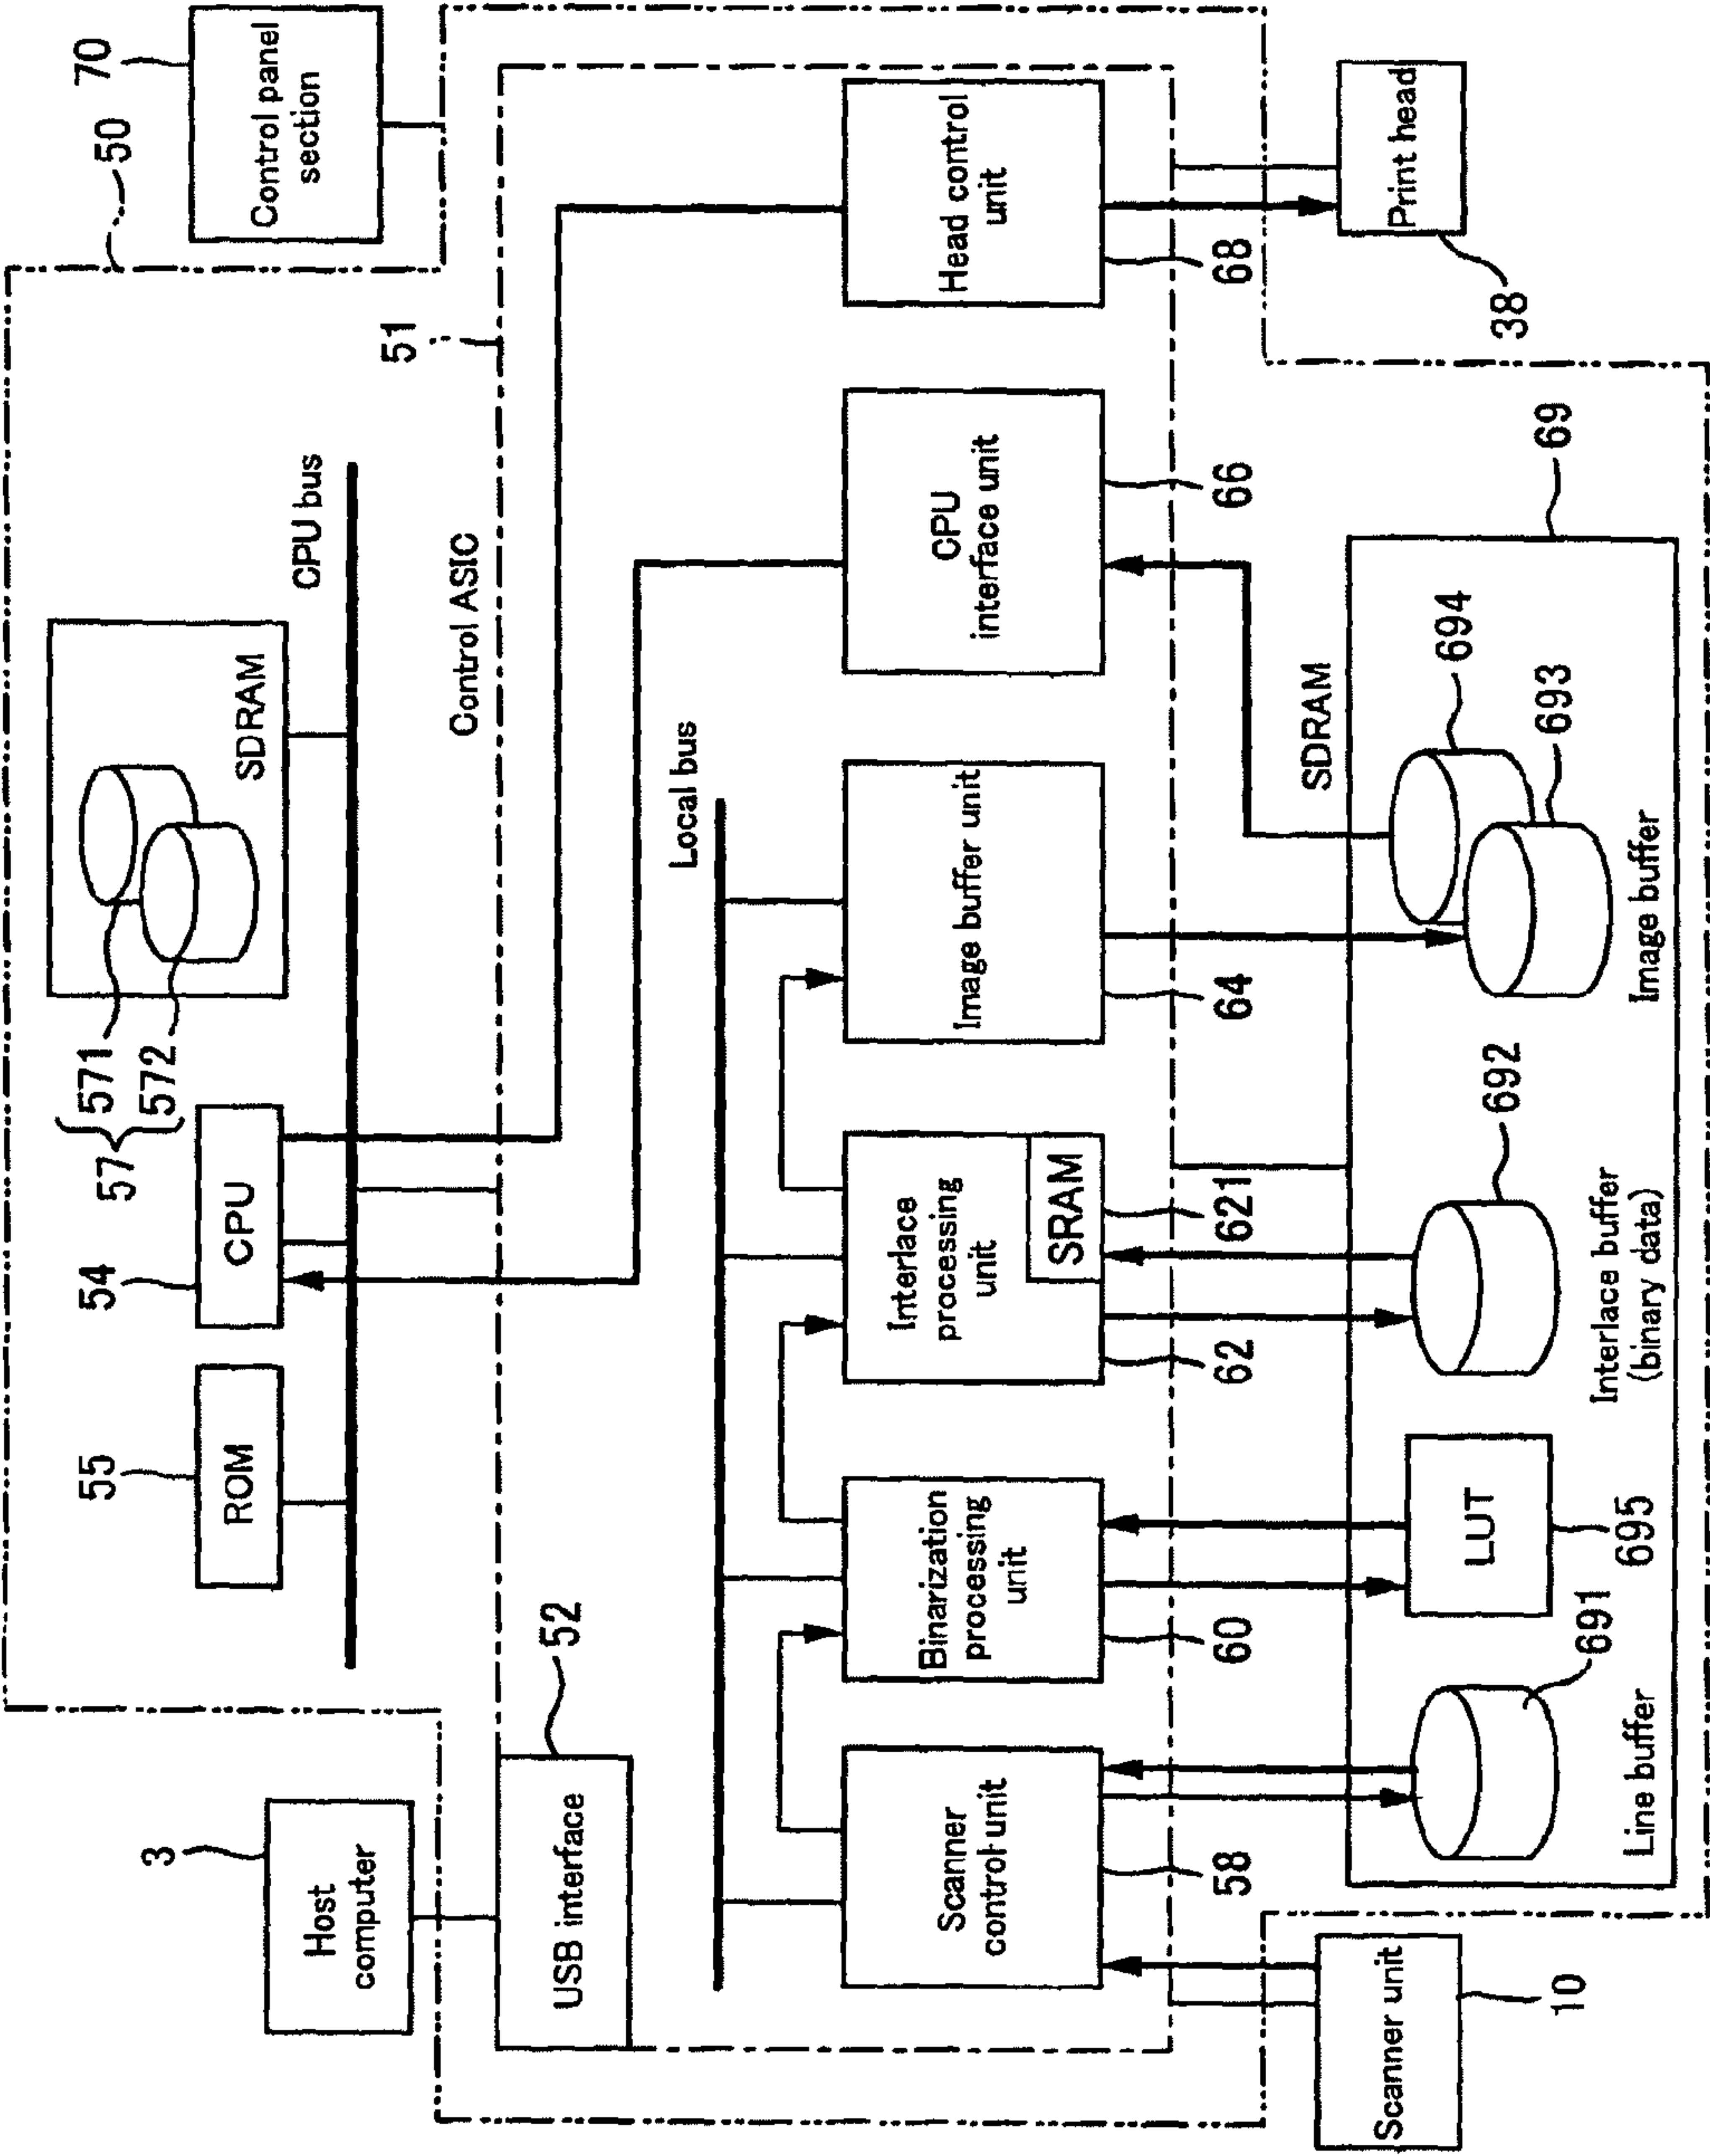 3
Host
computer
50
70
Control panel
section
55
ROM
54
CPU
57
571
572
SDRAM
CPU bus
52
USB interface
Control ASIC
51
Local bus
Scanner
control unit
58
Binarization
processing
unit
60
Interlace
processing
unit
SRAM
62
621
Image buffer unit
64
CPU
interface unit
66
Head control
unit
68
Scanner unit
10
SDRAM
69
691
Line buffer
LUT
695
692
Interlace buffer
(binary data)
694
693
Image buffer
Print head
38